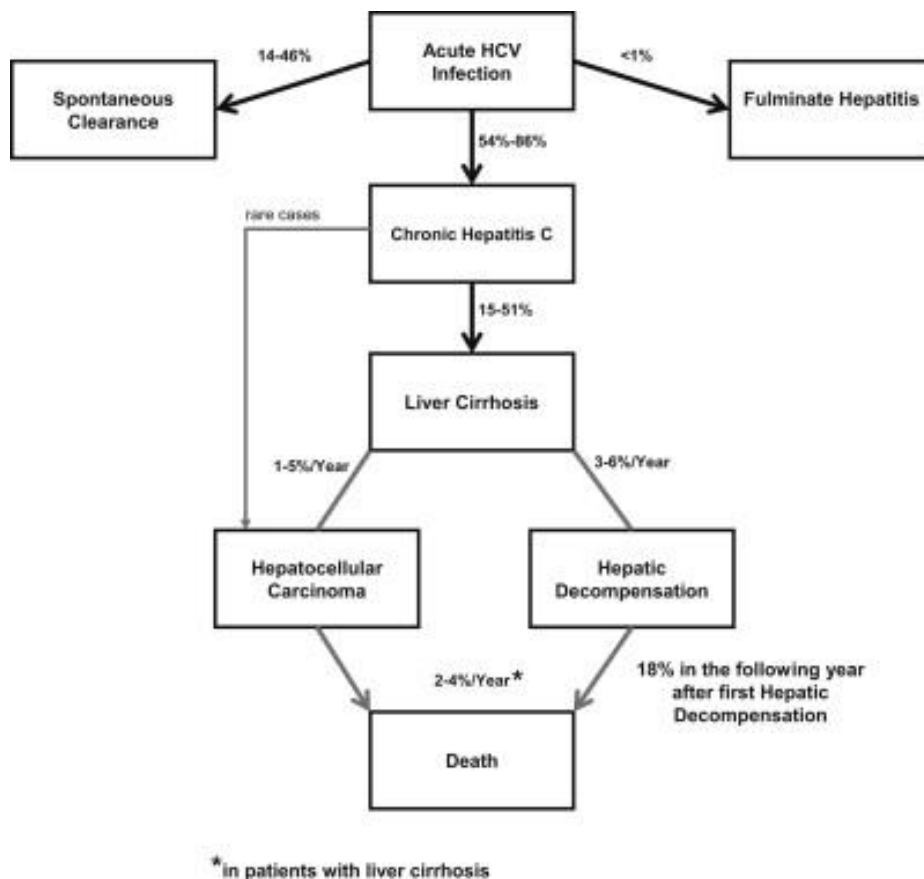 Acute HCV
Infection
14-46%
<1%
Spontaneous
Clearance
Fulminate Hepatitis
54%-86%
rare cases
Chronic Hepatitis C
15-51%
Liver Cirrhosis
1-5%/Year
3-6%/Year
Hepatocellular
Carcinoma
Hepatic
Decompensation
2-4%/Year*
18% in the following year
after first Hepatic
Decompensation
Death
*in patients with liver cirrhosis